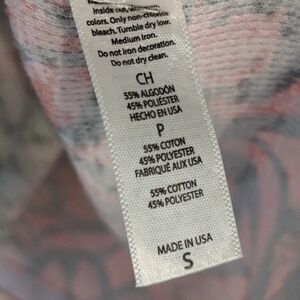 inside out, with
colors. Only non-chlorine
bleach. Tumble dry low.
Medium iron.
Do not iron decoration.
Do not dry clean.
CH
55% ALGODÓN
45% POLIÉSTER
HECHO EN USA
P
55% COTON
45% POLYESTER
FABRIQUÉ AUX USA
55% COTTON
45% POLYESTER
MADE IN USA
S